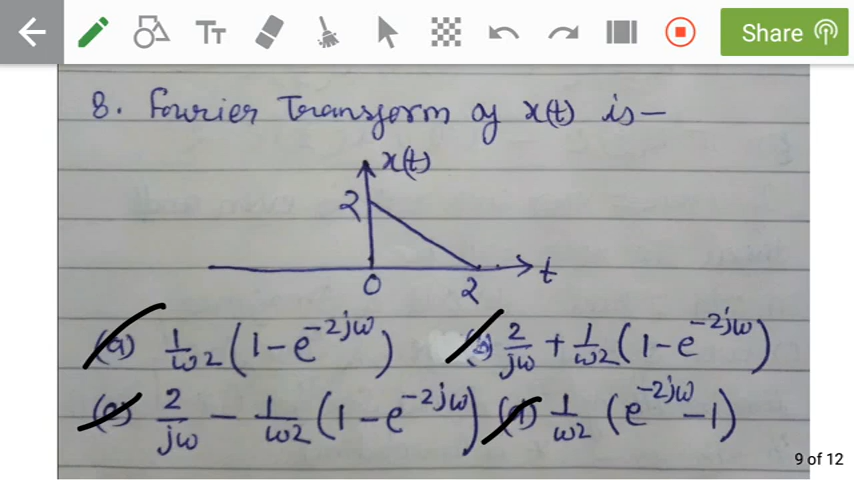 Tт
Share
8. Fourier Transform of x(t) is —
x(t)
2
0
2
t
(a) 1/ω2 (1-e^-2jω) (b) 2/jω + 1/ω2 (1-e^-2jω)
(c) 2/jω - 1/ω2 (1-e^-2jω) (d) 1/ω2 (e^-2jω -1)
9 of 12